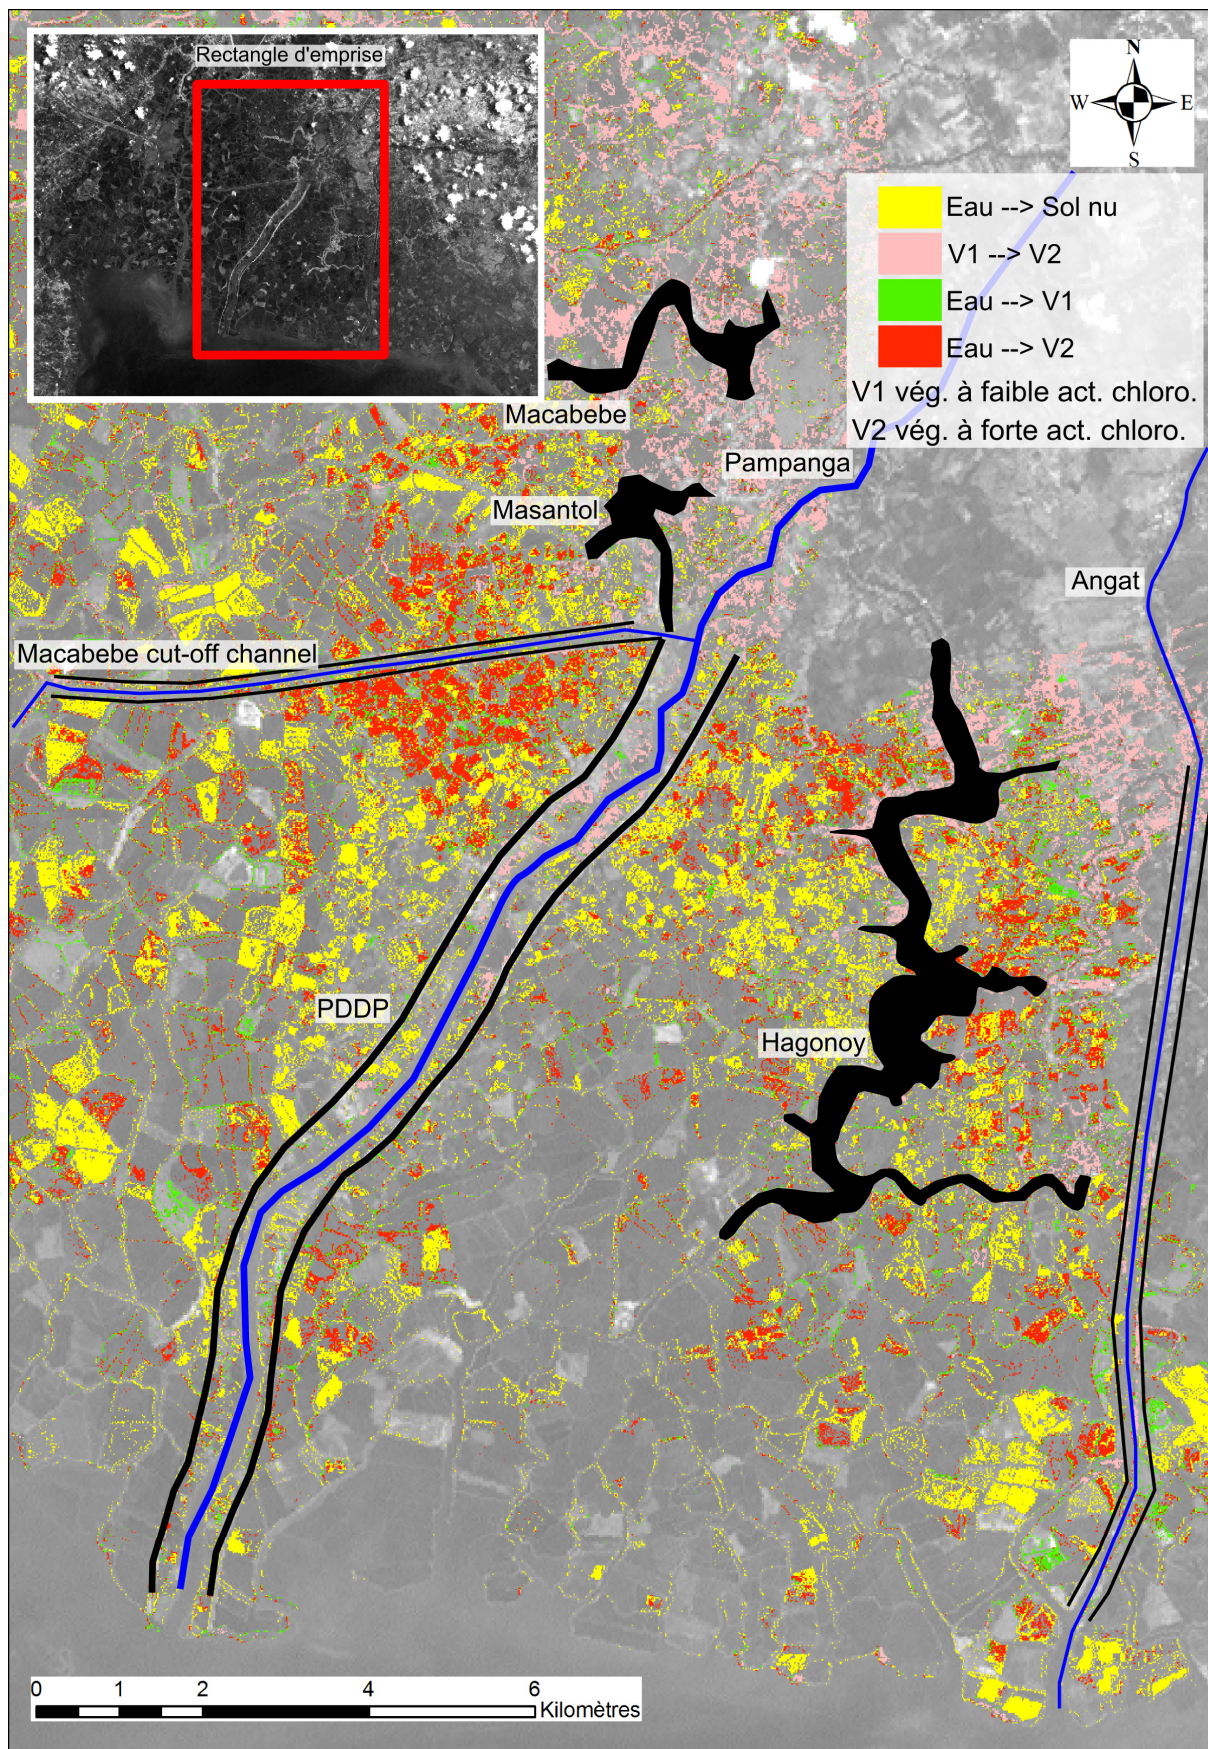 Rectangle d'emprise
N
W E
S
Eau --> Sol nu
V1 --> V2
Eau --> V1
Eau --> V2
V1 vég. à faible act. chloro.
V2 vég. à forte act. chloro.
Macabebe
Pampanga
Masantol
Angat
Macabebe cut-off channel
PDDP
Hagonoy
0 1 2 4 6
Kilomètres